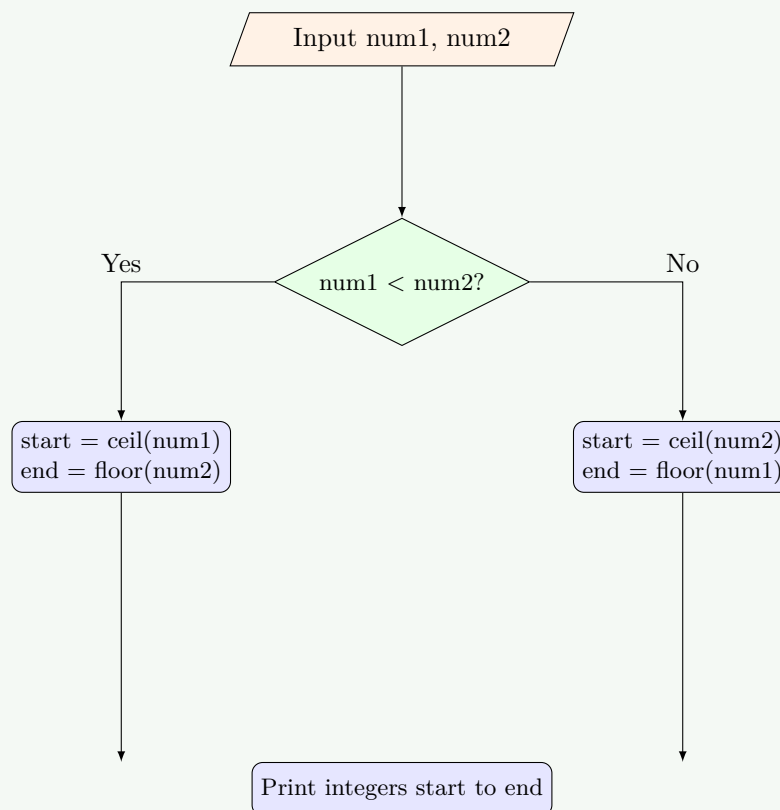 Input num1, num2
num1 < num2?
Yes
No
start = ceil(num1)
end = floor(num2)
start = ceil(num2)
end = floor(num1)
Print integers start to end